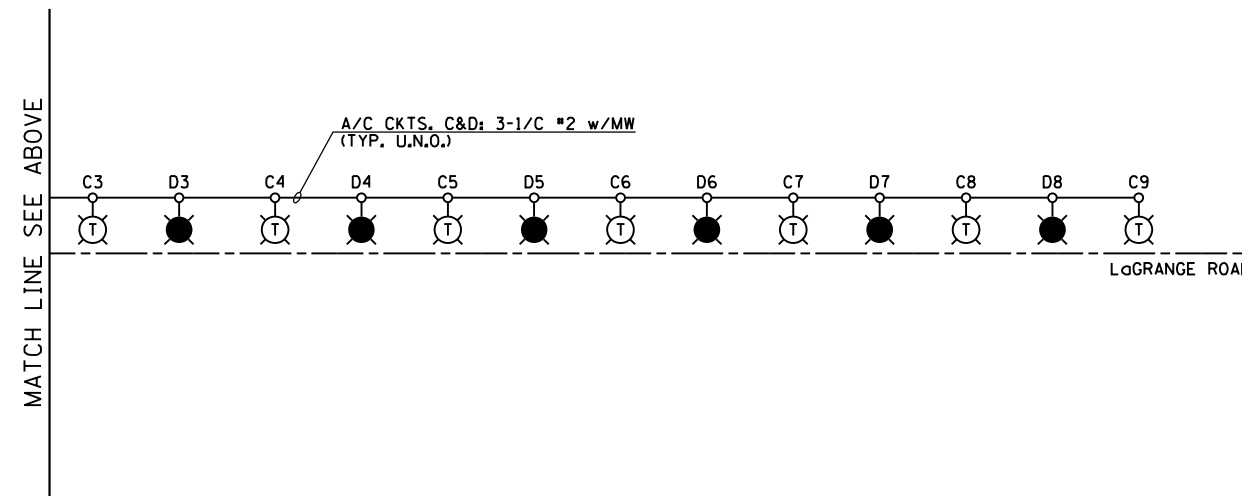 MATCH LINE SEE ABOVE
A/C CKTS. C&D: 3-1/C #2 w/MW
(TYP. U.N.O.)
C3 D3 C4 D4 C5 D5 C6 D6 C7 D7 C8 D8 C9
T T T T T T T
LaGRANGE ROA